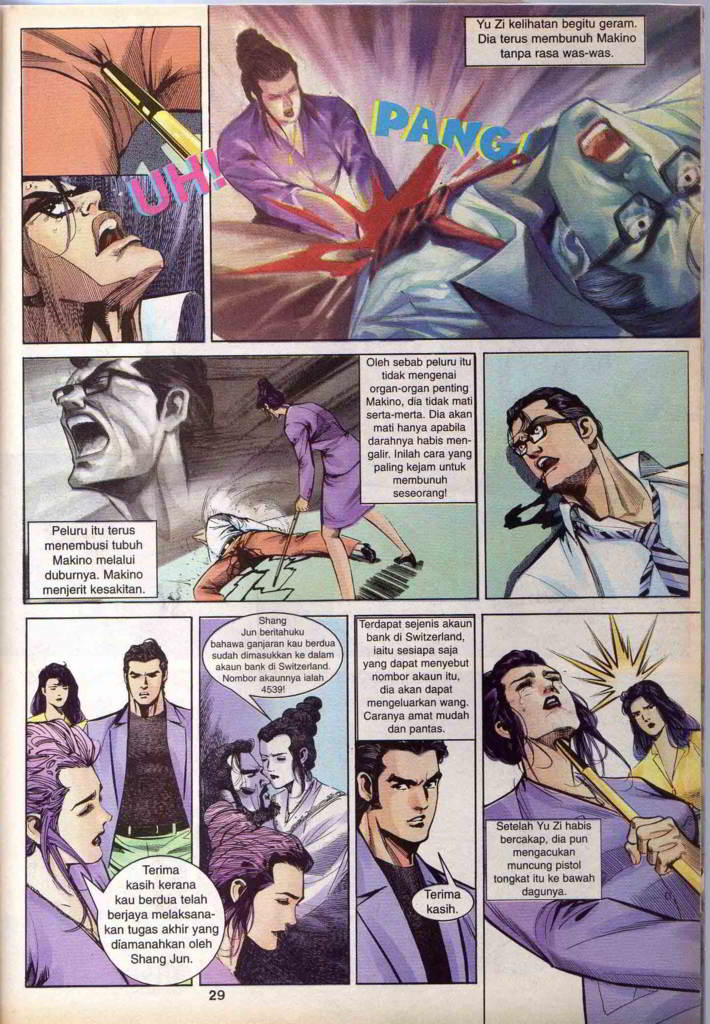 Yu Zi kelihatan begitu geram.
Dia terus membunuh Makino
tanpa rasa was-was.
UH!
PANG!
Peluru itu terus
menembusi tubuh
Makino melalui
duburnya. Makino
menjerit kesakitan.
Oleh sebab peluru itu
tidak mengenai
organ-organ penting
Makino, dia tidak mati
serta-merta. Dia akan
mati hanya apabila
darahnya habis men-
galir. Inilah cara yang
paling kejam untuk
membunuh
seseorang!
Terima
kasih kerana
kau berdua telah
berjaya melaksana-
kan tugas akhir yang
diamanahkan oleh
Shang Jun.
Shang
Jun beritahuku
bahawa ganjaran kau berdua
sudah dimasukkan ke dalam
akaun bank di Switzerland.
Nombor akaunnya ialah
4539!
Terdapat sejenis akaun
bank di Switzerland,
iaitu sesiapa saja
yang dapat menyebut
nombor akaun itu,
dia akan dapat
mengeluarkan wang.
Caranya amat mudah
dan pantas.
Terima
kasih.
Setelah Yu Zi habis
bercakap, dia pun
mengacukan
muncung pistol
tongkat itu ke bawah
dagunya.
29